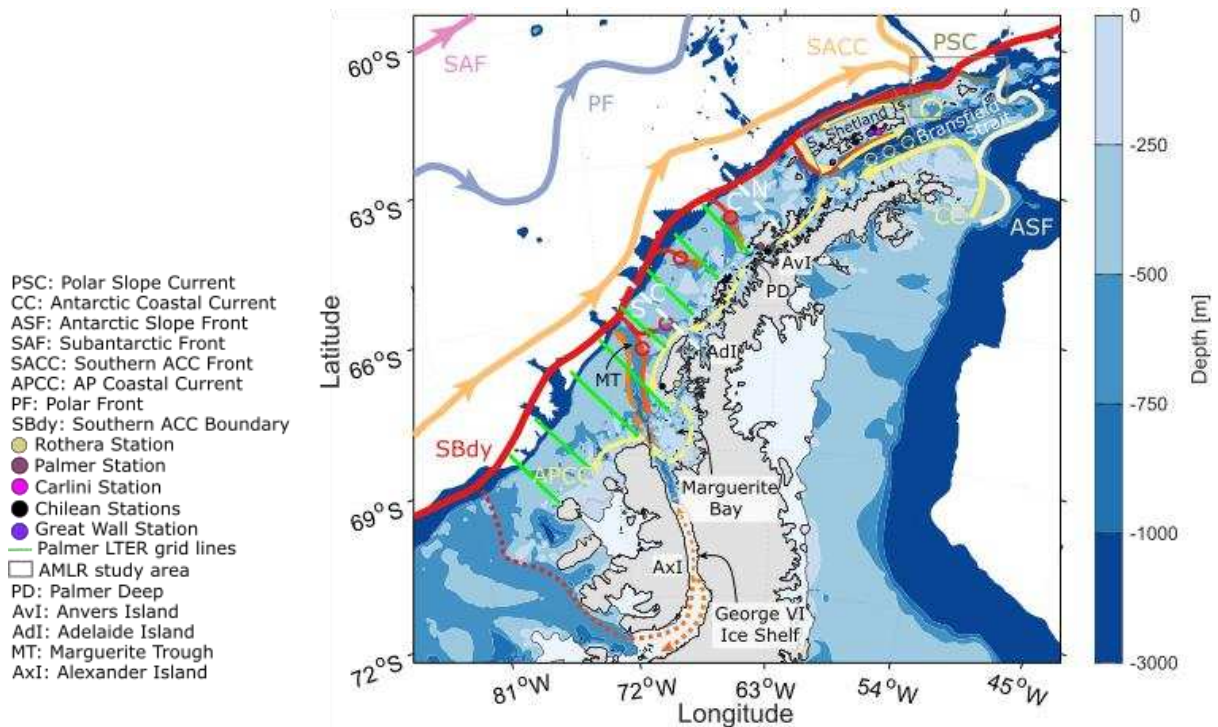 PSC: Polar Slope Current
CC: Antarctic Coastal Current
ASF: Antarctic Slope Front
SAF: Subantarctic Front
SACC: Southern ACC Front
APCC: AP Coastal Current
PF: Polar Front
SBdy: Southern ACC Boundary
Rothera Station
Palmer Station
Carlini Station
Chilean Stations
Great Wall Station
Palmer LTER grid lines
AMLR study area
PD: Palmer Deep
AvI: Anvers Island
AdI: Adelaide Island
MT: Marguerite Trough
AxI: Alexander Island
Latitude
60°S
63°S
66°S
69°S
72°S
SAF
PF
SACC
PSC
S. Shetland Is.
Bransfield
Strait
N
C
CC
ASF
AvI
PD
C
S
AdI
MT
SBdy
APCC
Marguerite
Bay
AxI
George VI
Ice Shelf
81°W
72°W
63°W
54°W
45°W
Longitude
0
-250
-500
-750
-1000
-3000
Depth [m]